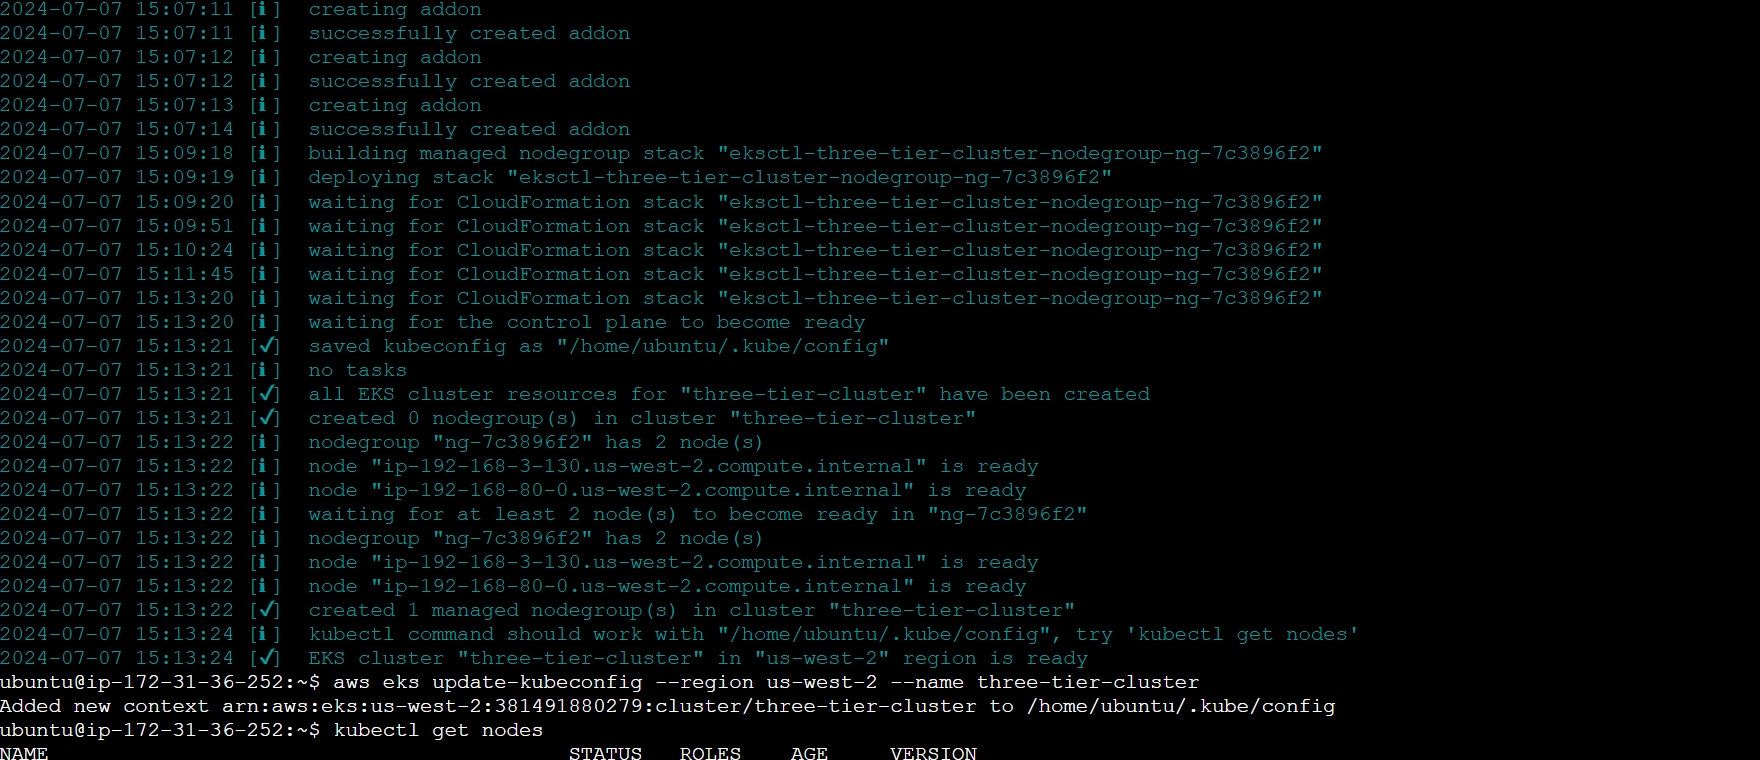 2024-07-07 15:07:11 [ℹ]  creating addon
2024-07-07 15:07:11 [ℹ]  successfully created addon
2024-07-07 15:07:12 [ℹ]  creating addon
2024-07-07 15:07:12 [ℹ]  successfully created addon
2024-07-07 15:07:13 [ℹ]  creating addon
2024-07-07 15:07:14 [ℹ]  successfully created addon
2024-07-07 15:09:18 [ℹ]  building managed nodegroup stack "eksctl-three-tier-cluster-nodegroup-ng-7c3896f2"
2024-07-07 15:09:19 [ℹ]  deploying stack "eksctl-three-tier-cluster-nodegroup-ng-7c3896f2"
2024-07-07 15:09:20 [ℹ]  waiting for CloudFormation stack "eksctl-three-tier-cluster-nodegroup-ng-7c3896f2"
2024-07-07 15:09:51 [ℹ]  waiting for CloudFormation stack "eksctl-three-tier-cluster-nodegroup-ng-7c3896f2"
2024-07-07 15:10:24 [ℹ]  waiting for CloudFormation stack "eksctl-three-tier-cluster-nodegroup-ng-7c3896f2"
2024-07-07 15:11:45 [ℹ]  waiting for CloudFormation stack "eksctl-three-tier-cluster-nodegroup-ng-7c3896f2"
2024-07-07 15:13:20 [ℹ]  waiting for CloudFormation stack "eksctl-three-tier-cluster-nodegroup-ng-7c3896f2"
2024-07-07 15:13:20 [ℹ]  waiting for the control plane to become ready
2024-07-07 15:13:21 [✔]  saved kubeconfig as "/home/ubuntu/.kube/config"
2024-07-07 15:13:21 [ℹ]  no tasks
2024-07-07 15:13:21 [✔]  all EKS cluster resources for "three-tier-cluster" have been created
2024-07-07 15:13:21 [✔]  created 0 nodegroup(s) in cluster "three-tier-cluster"
2024-07-07 15:13:22 [ℹ]  nodegroup "ng-7c3896f2" has 2 node(s)
2024-07-07 15:13:22 [ℹ]  node "ip-192-168-3-130.us-west-2.compute.internal" is ready
2024-07-07 15:13:22 [ℹ]  node "ip-192-168-80-0.us-west-2.compute.internal" is ready
2024-07-07 15:13:22 [ℹ]  waiting for at least 2 node(s) to become ready in "ng-7c3896f2"
2024-07-07 15:13:22 [ℹ]  nodegroup "ng-7c3896f2" has 2 node(s)
2024-07-07 15:13:22 [ℹ]  node "ip-192-168-3-130.us-west-2.compute.internal" is ready
2024-07-07 15:13:22 [ℹ]  node "ip-192-168-80-0.us-west-2.compute.internal" is ready
2024-07-07 15:13:22 [✔]  created 1 managed nodegroup(s) in cluster "three-tier-cluster"
2024-07-07 15:13:24 [ℹ]  kubectl command should work with "/home/ubuntu/.kube/config", try 'kubectl get nodes'
2024-07-07 15:13:24 [✔]  EKS cluster "three-tier-cluster" in "us-west-2" region is ready
ubuntu@ip-172-31-36-252:~$ aws eks update-kubeconfig --region us-west-2 --name three-tier-cluster
Added new context arn:aws:eks:us-west-2:381491880279:cluster/three-tier-cluster to /home/ubuntu/.kube/config
ubuntu@ip-172-31-36-252:~$ kubectl get nodes
NAME STATUS ROLES AGE VERSION